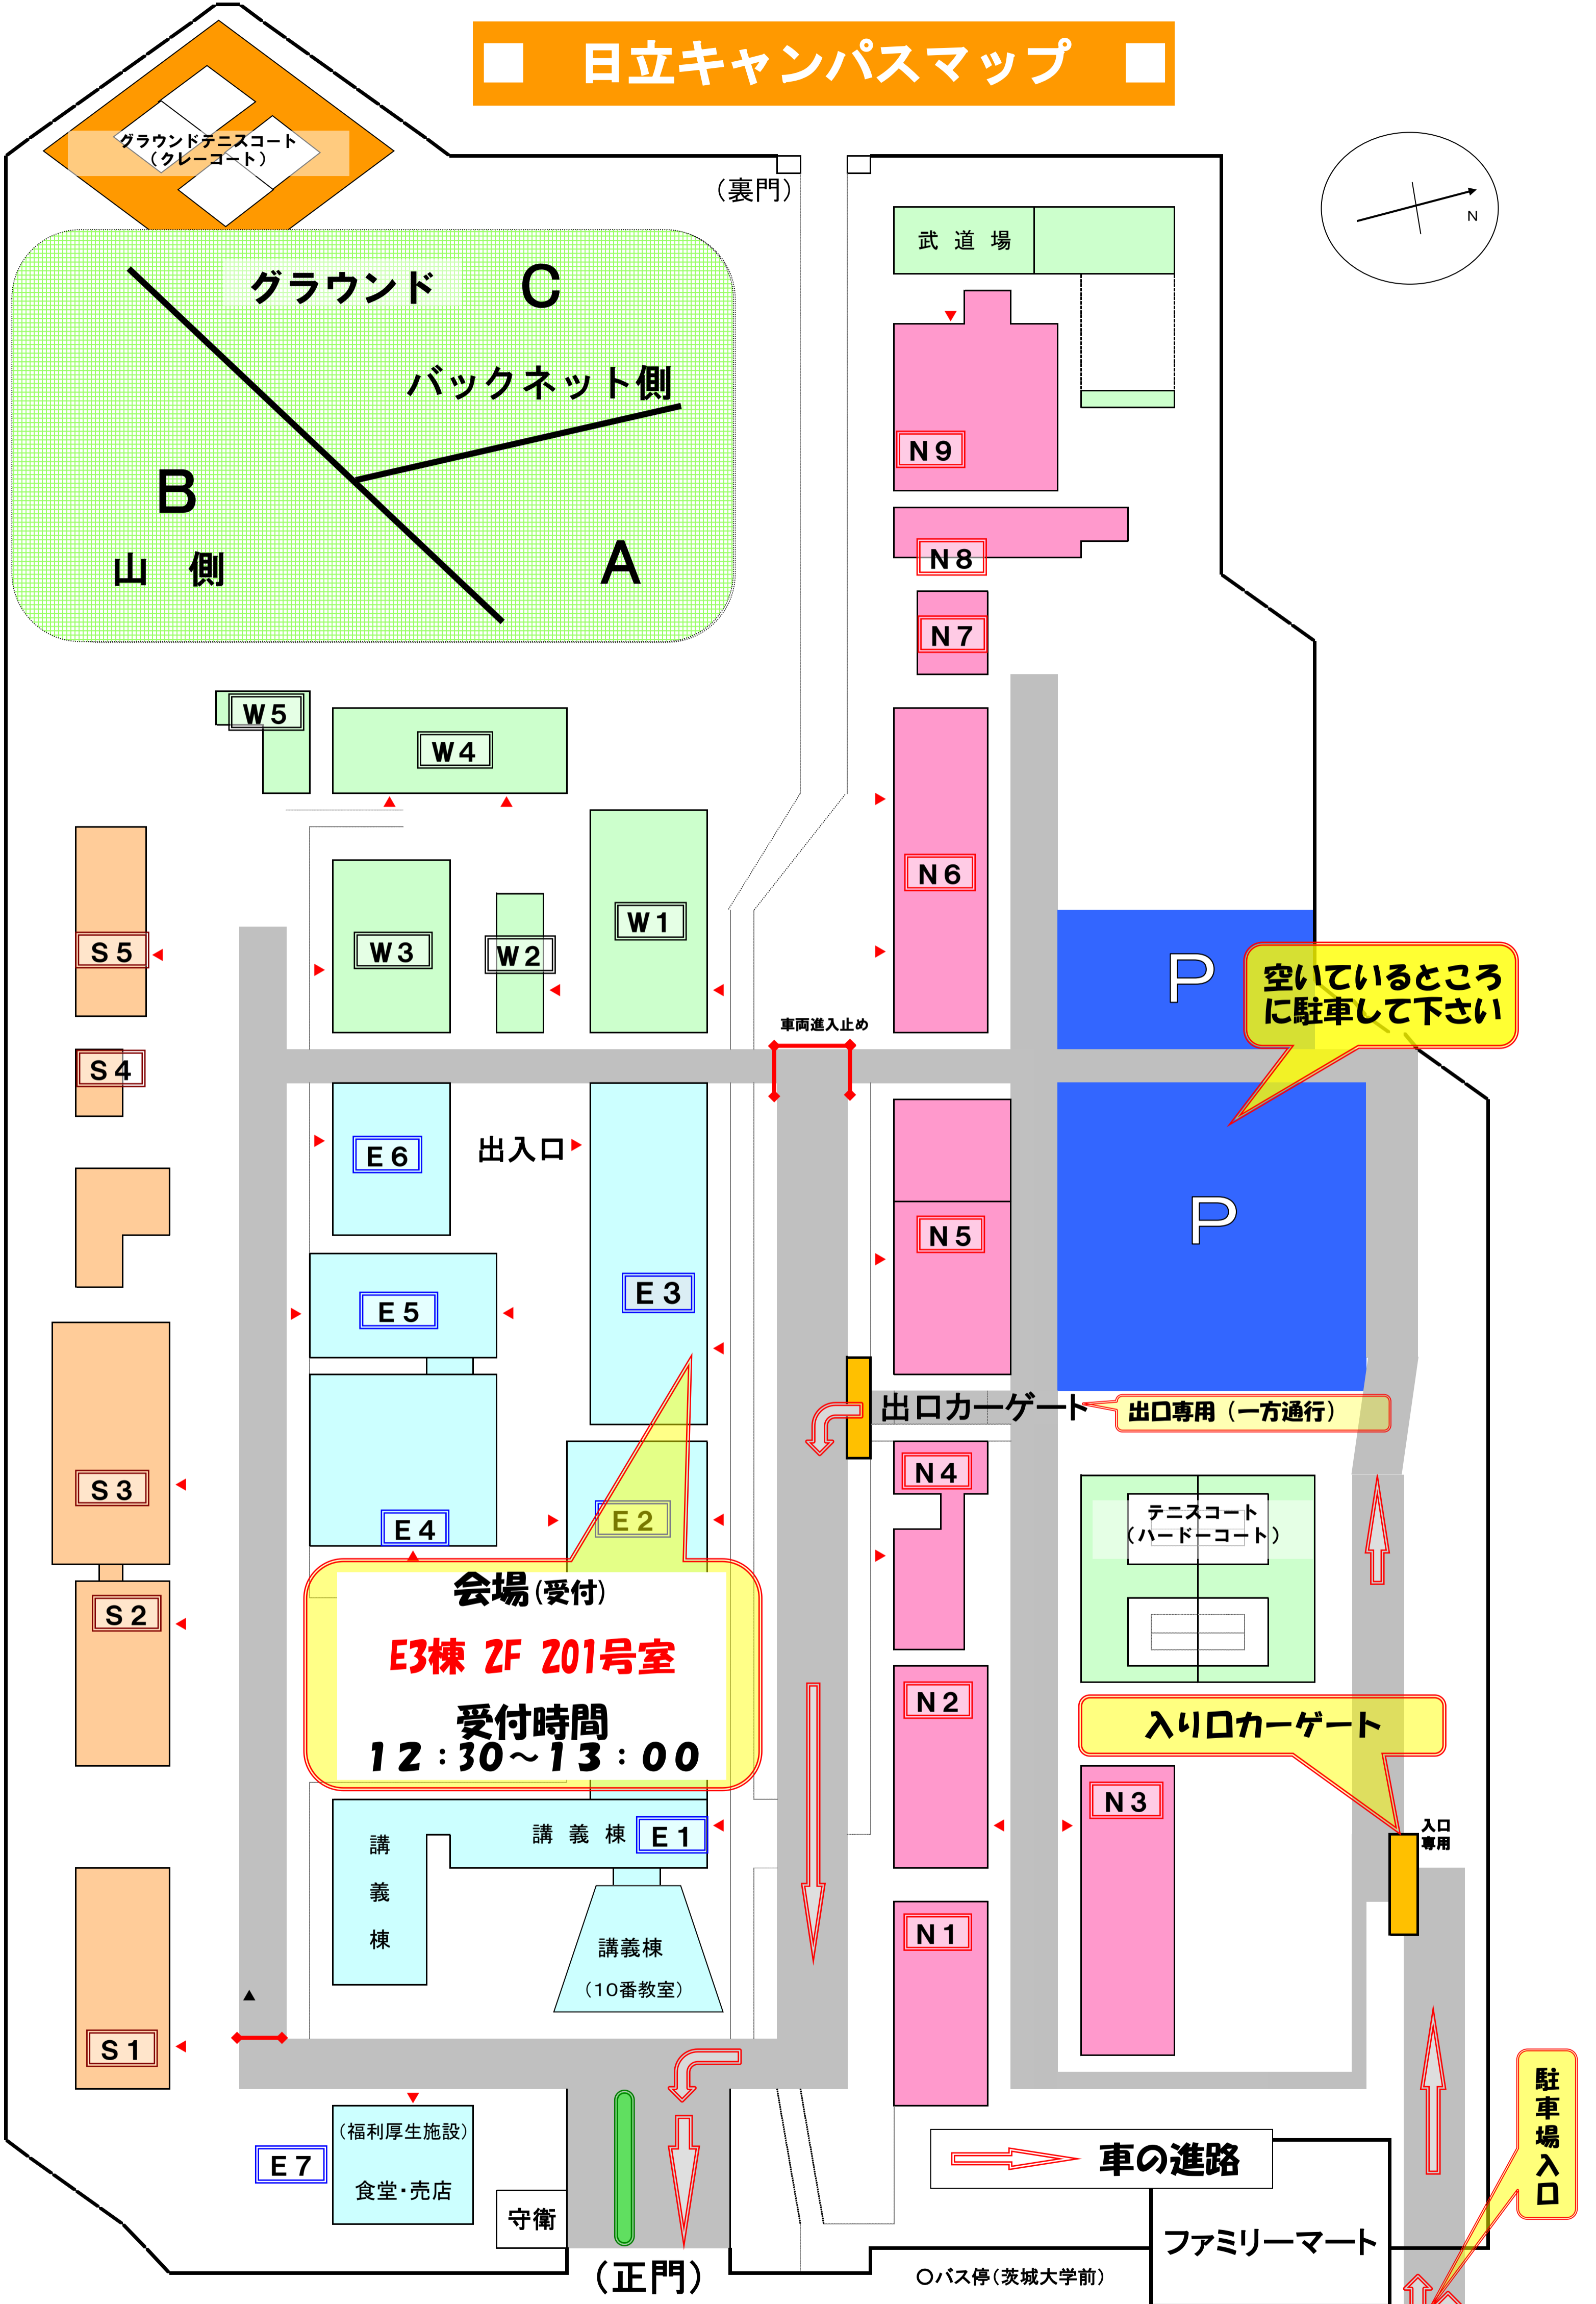 ■ 日立キャンパスマップ ■
グラウンドテニスコート
（クレーコート）
（裏門）
N
武 道 場
グラウンド
C
バックネット側
B
山 側
A
N9
N8
N7
W5
W4
N6
W1
W3
W2
S5
P
空いているところ
に駐車して下さい
車両進入止め
S4
E6
出入口
P
N5
E3
E5
出口カーゲート
出口専用（一方通行）
N4
S3
E4
E2
テニスコート
（ハードーコート）
会場(受付)
E3棟 2F 201号室
受付時間
12：30～13：00
S2
N2
入り口カーゲート
N3
入口
専用
講 義 棟
E1
講
義
棟
N1
講義棟
（10番教室）
S1
駐車場入口
（福利厚生施設）
E7
食堂・売店
守衛
車の進路
ファミリーマート
（正門）
○バス停（茨城大学前）